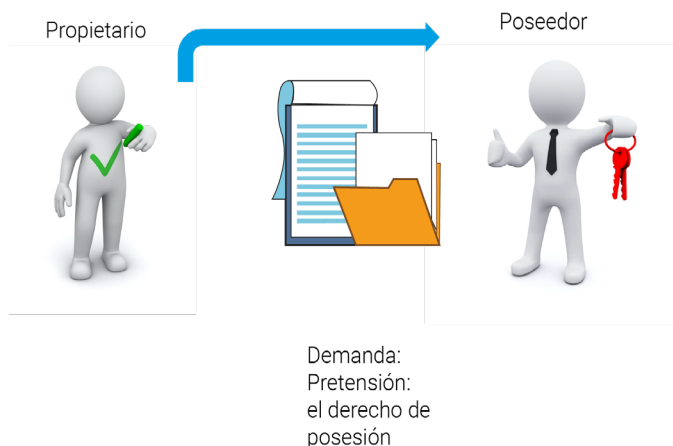 Propietario
Poseedor
Demanda:
Pretensión:
el derecho de
posesión